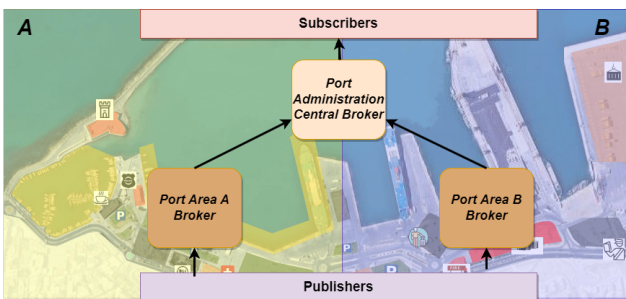 A
Subscribers
B
Port
Administration
Central Broker
Port Area A
Broker
Port Area B
Broker
P
P
Publishers